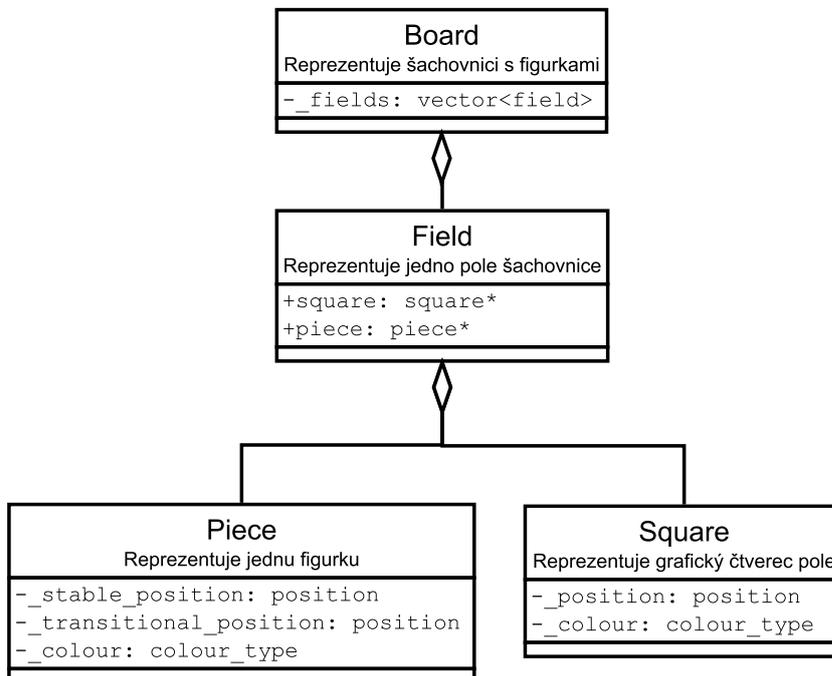 Board
Reprezentuje šachovnici s figurkami
-_fields: vector<field>
Field
Reprezentuje jedno pole šachovnice
+square: square*
+piece: piece*
Piece
Reprezentuje jednu figurku
-_stable_position: position
-_transitional_position: position
-_colour: colour_type
Square
Reprezentuje grafický čtverec pole
-_position: position
-_colour: colour_type